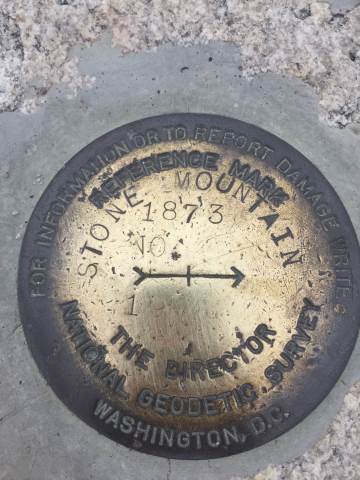 FOR INFORMATION OR TO REPORT DAMAGE WRITE
REFERENCE MARK
STONE MOUNTAIN
1873
NO
THE DIRECTOR
NATIONAL GEODETIC SURVEY
WASHINGTON, D.C.